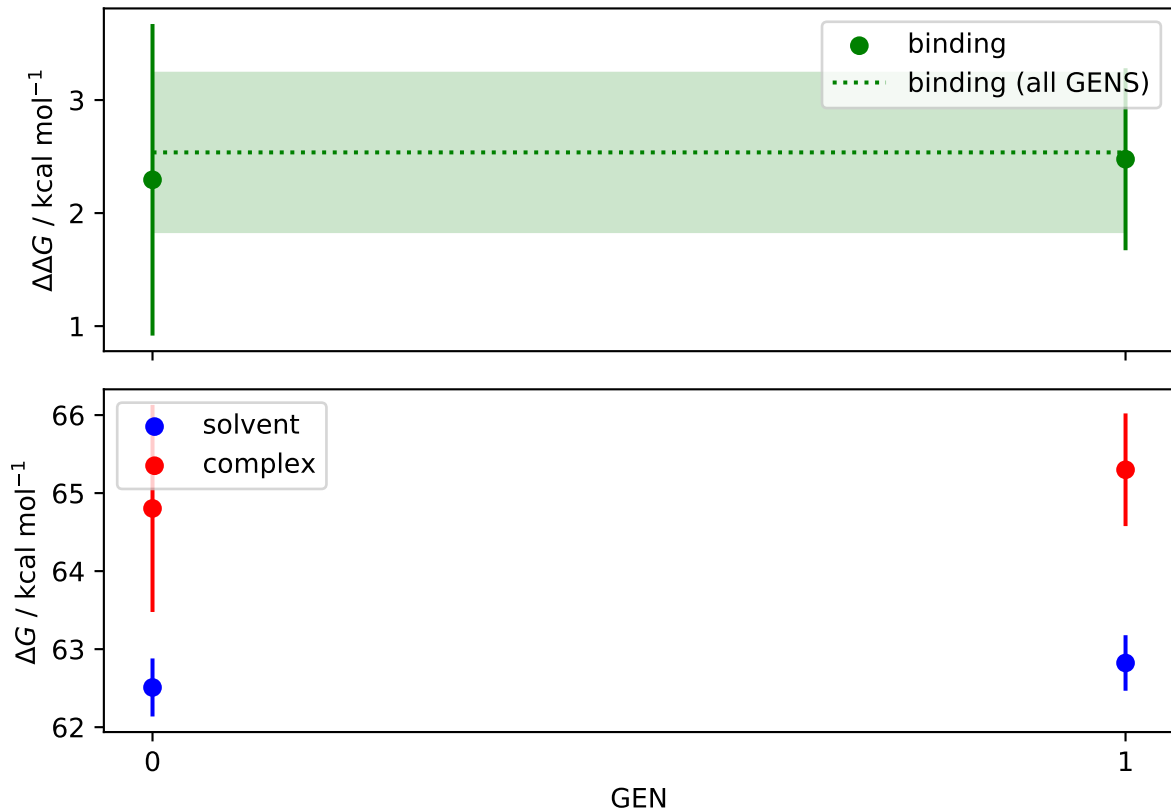 3
2
1
ΔΔG / kcal mol⁻¹
binding
binding (all GENS)
66
65
64
63
62
ΔG / kcal mol⁻¹
solvent
complex
0
1
GEN